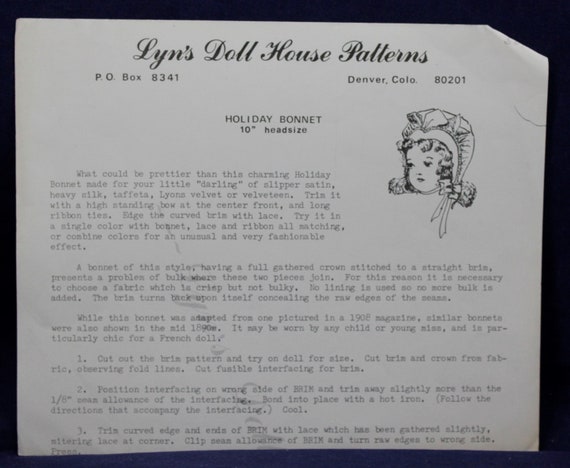 Lyn's Doll House Patterns
P.O. Box 8341 Denver, Colo. 80201
HOLIDAY BONNET
10" headsize
What could be prettier than this charming Holiday
Bonnet made for your little "darling" of slipper satin,
heavy silk, taffeta, Lyons velvet or velveteen. Trim it
with a high standing bow at the center front, and long
ribbon ties. Edge the curved brim with lace. Try it in
a single color with bonnet, lace and ribbon all matching,
or combine colors for an unusual and very fashionable
effect.
A bonnet of this style, having a full gathered crown stitched to a straight brim,
presents a problem of bulk where these two pieces join. For this reason it is necessary
to choose a fabric which is crisp but not bulky. No lining is used so no more bulk is
added. The brim turns back upon itself concealing the raw edges of the seams.
While this bonnet was adapted from one pictured in a 1908 magazine, similar bonnets
were also shown in the mid 1890s. It may be worn by any child or young miss, and is par-
ticularly chic for a French doll.
1. Cut out the brim pattern and try on doll for size. Cut brim and crown from fab-
ric, observing fold lines. Cut fusible interfacing for brim.
2. Position interfacing on wrong side of BRIM and trim away slightly more than the
1/8" seam allowance of the interfacing. Bond into place with a hot iron. (Follow the
directions that accompany the interfacing.) Cool.
3. Trim curved edge and ends of BRIM with lace which has been gathered slightly,
mitering lace at corner. Clip seam allowance of BRIM and turn raw edges to wrong side.
Press.